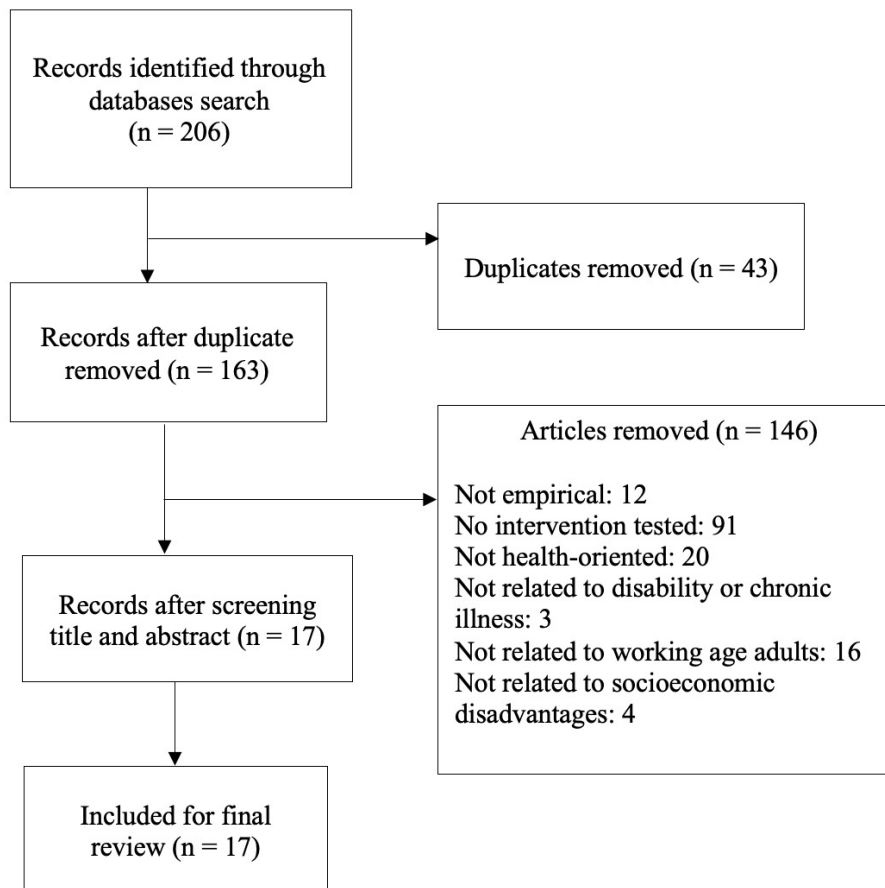 Records identified through
databases search
(n = 206)
Duplicates removed (n = 43)
Records after duplicate
removed (n = 163)
Articles removed (n = 146)
Not empirical: 12
No intervention tested: 91
Not health-oriented: 20
Not related to disability or chronic
illness: 3
Not related to working age adults: 16
Not related to socioeconomic
disadvantages: 4
Records after screening
title and abstract (n = 17)
Included for final
review (n = 17)